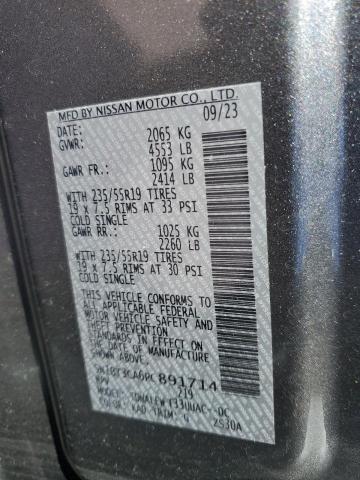 MFD BY NISSAN MOTOR CO., LTD.
09/23
DATE: 2065 KG
GVWR: 4553 LB
GAWR FR: 1095 KG
2414 LB
WITH 235/55R19 TIRES
19 x 7.5 RIMS AT 33 PSI
COLD SINGLE
GAWR RR: 1025 KG
2260 LB
WITH 235/55R19 TIRES
19 x 7.5 RIMS AT 30 PSI
COLD SINGLE
THIS VEHICLE CONFORMS TO
ALL APPLICABLE FEDERAL
MOTOR VEHICLE SAFETY
AND THEFT PREVENTION
STANDARDS IN EFFECT ON
THE DATE OF MANUFACTURE
SHOWN ABOVE.
891714
MPV 719
TRIM: G 2S30A